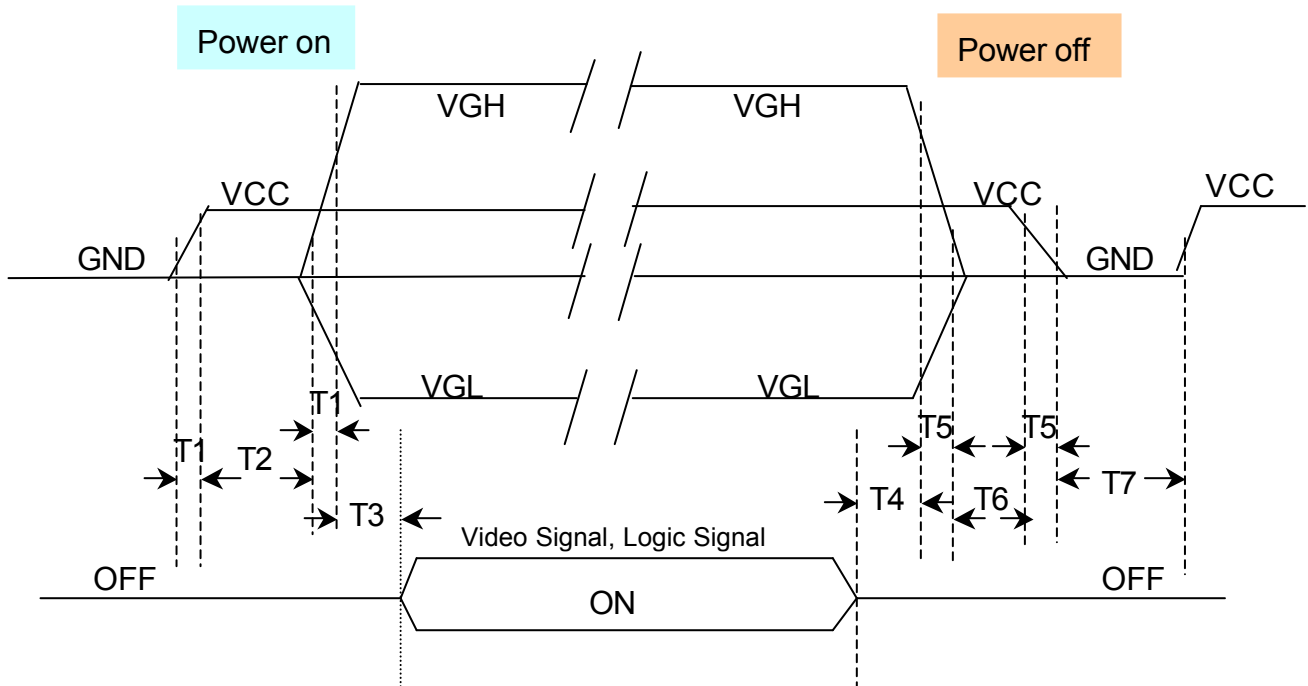 Power on
Power off
VGH
VGH
VCC
VCC
VCC
GND
GND
VGL
VGL
T1
T1
T2
T3
T5
T5
T4
T6
T7
Video Signal, Logic Signal
OFF
ON
OFF